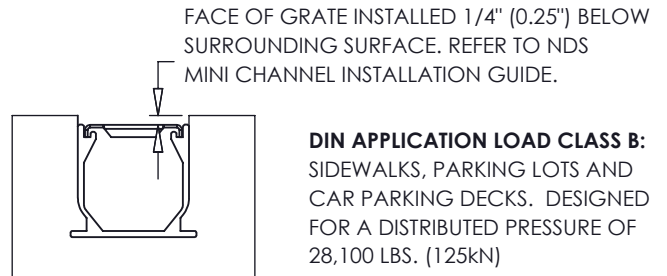 FACE OF GRATE INSTALLED 1/4" (0.25") BELOW
SURROUNDING SURFACE. REFER TO NDS
MINI CHANNEL INSTALLATION GUIDE.
DIN APPLICATION LOAD CLASS B:
SIDEWALKS, PARKING LOTS AND
CAR PARKING DECKS. DESIGNED
FOR A DISTRIBUTED PRESSURE OF
28,100 LBS. (125kN)